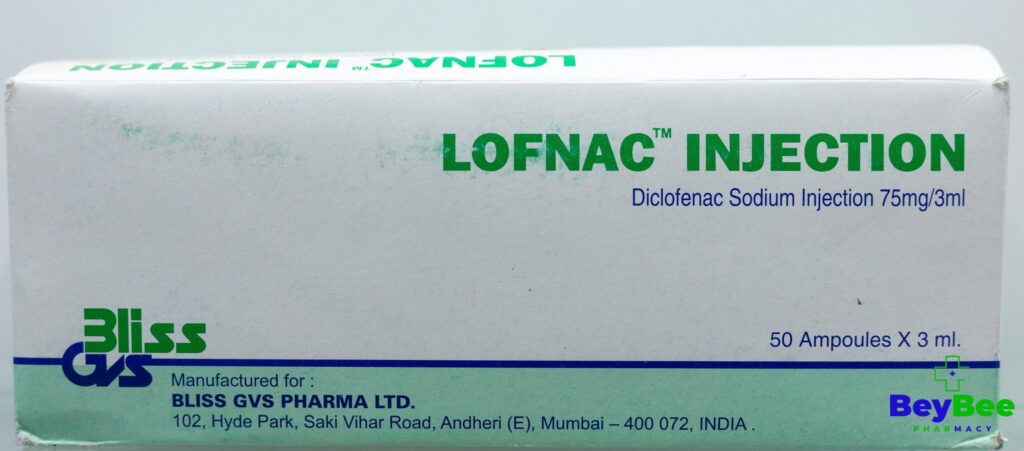 LOFNAC™ INJECTION
LOFNAC™ INJECTION
Diclofenac Sodium Injection 75mg/3ml
50 Ampoules X 3 ml.
Bliss
GVS
Manufactured for :
BLISS GVS PHARMA LTD.
102, Hyde Park, Saki Vihar Road, Andheri (E), Mumbai – 400 072, INDIA .
BeyBee
PHARMACY